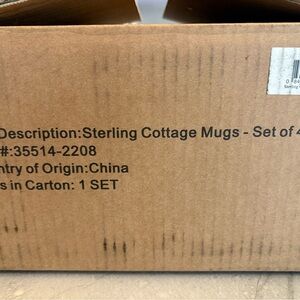 Description:Sterling Cottage Mugs - Set of 4
#:35514-2208
ntry of Origin:China
s in Carton: 1 SET